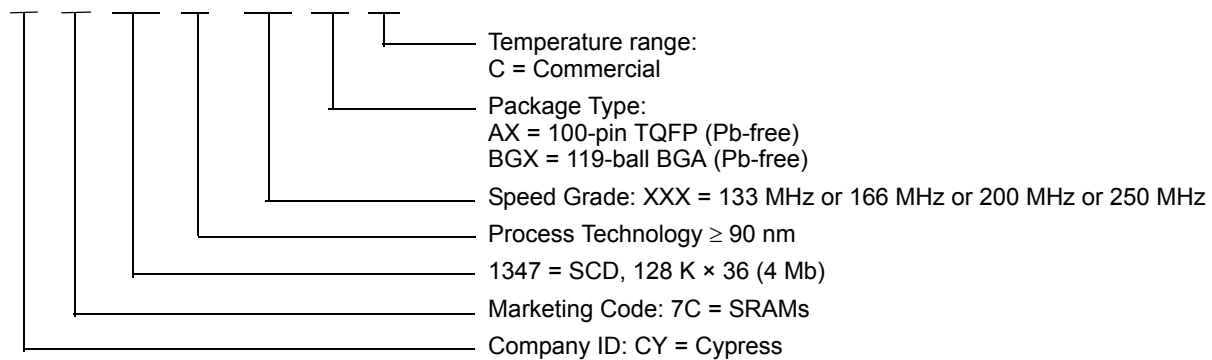 Temperature range:
C = Commercial
Package Type:
AX = 100-pin TQFP (Pb-free)
BGX = 119-ball BGA (Pb-free)
Speed Grade: XXX = 133 MHz or 166 MHz or 200 MHz or 250 MHz
Process Technology ≥ 90 nm
1347 = SCD, 128 K × 36 (4 Mb)
Marketing Code: 7C = SRAMs
Company ID: CY = Cypress